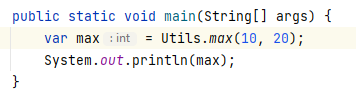 public static void main(String[] args) {
    var max : int = Utils.max(10, 20);
    System.out.println(max);
}